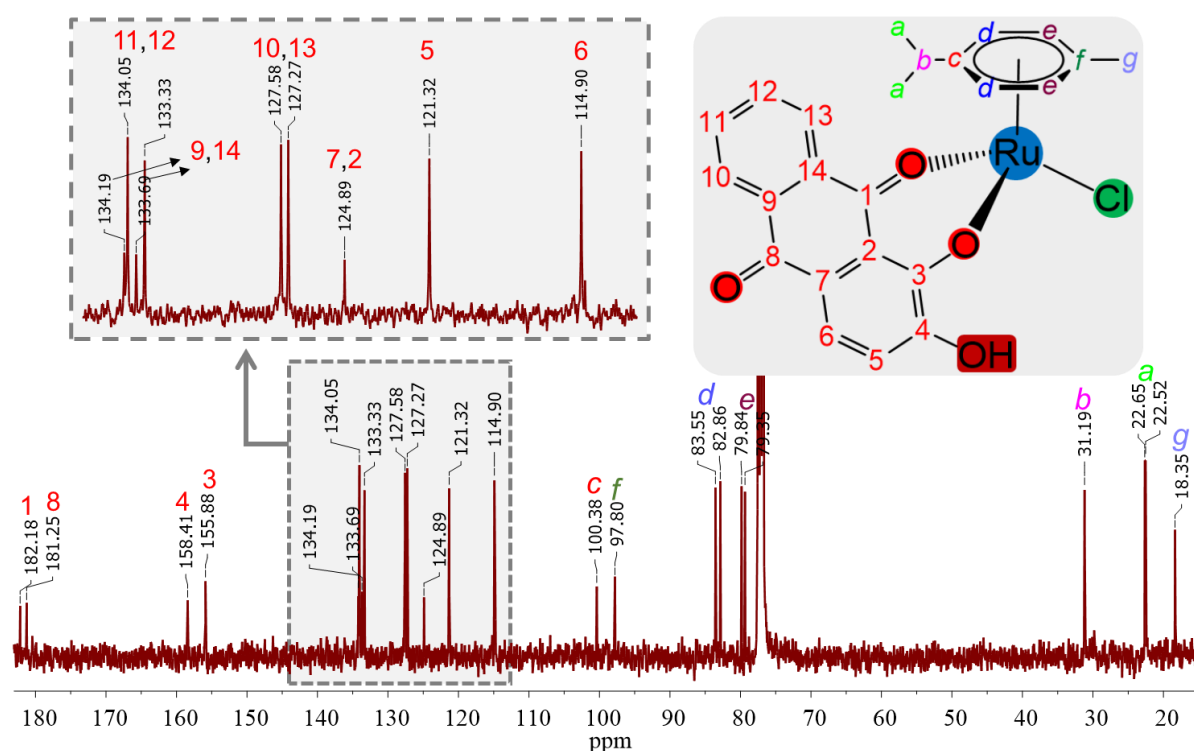 11,12
10,13
5
6
134.05
133.33
127.58
127.27
121.32
114.90
9,14
7,2
134.19
133.69
124.89
a
b
a
c
d
d
e
e
f
g
Ru
Cl
O
O
O
OH
12
13
11
10
14
9
1
8
2
7
3
6
4
5
1
8
182.18
181.25
4
3
158.41
155.88
134.19
134.05
133.69
133.33
127.58
127.27
124.89
121.32
114.90
c
f
100.38
97.80
d
e
83.55
82.86
79.84
79.35
b
31.19
a
22.65
22.52
g
18.35
180 170 160 150 140 130 120 110 100 90 80 70 60 50 40 30 20
ppm